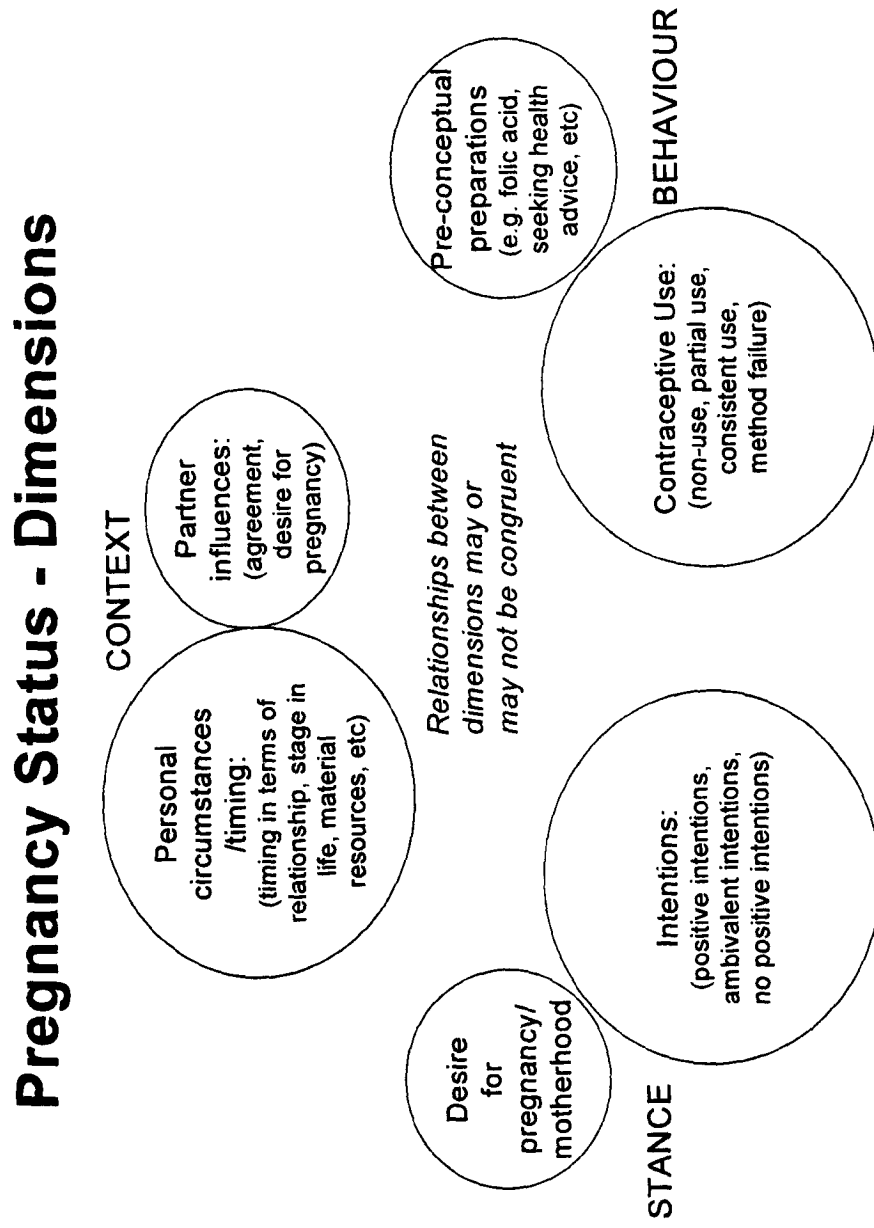 Pregnancy Status - Dimensions
CONTEXT
Personal
circumstances
/timing:
(timing in terms of
relationship, stage in
life, material
resources, etc)
Partner
influences:
(agreement,
desire for
pregnancy)
Relationships between
dimensions may or
may not be congruent
Desire
for
pregnancy/
motherhood
STANCE
Intentions:
(positive intentions,
ambivalent intentions,
no positive intentions)
Pre-conceptual
preparations
(e.g. folic acid,
seeking health
advice, etc)
BEHAVIOUR
Contraceptive Use:
(non-use, partial use,
consistent use,
method failure)